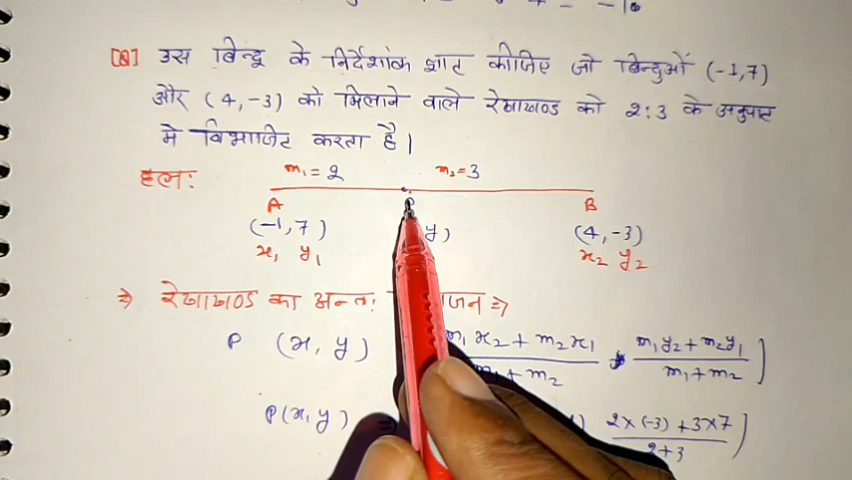 [Q] उस बिन्दू के निर्देशांक ज्ञात कीजिए जो बिन्दुओं (-1,7)
और (4,-3) को मिलाने वाले रेखाखण्ड को 2:3 के अनुपात
मे विभाजित करता है।
हल:
m₁=2 m₂=3
A P B
(-1,7) y) (4,-3)
x₁ y₁ x₂ y₂
⇒ रेखाखण्ड का अन्तः जन ⇒
P (x,y) m₁x₂+m₂x₁ / m₁+m₂ , m₁y₂+m₂y₁ / m₁+m₂)
P(x,y) 2×(-3)+3×7 / 2+3)